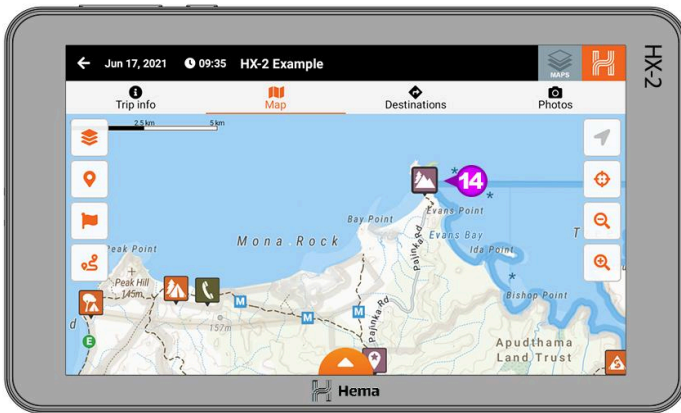 HX-2
Jun 17, 2021 09:35 HX-2 Example
MAPS
Trip info Map Destinations Photos
2.5 km 5 km
14
Bay Point
Evans Point
Mona Rock
Evans Bay
Peak Point
Ida Point
Pajinka Rd
Peak Hill
145m
Bishop Point
M
M
M
Pajinka Rd
157m
E
Apudthama
Land Trust
Hema